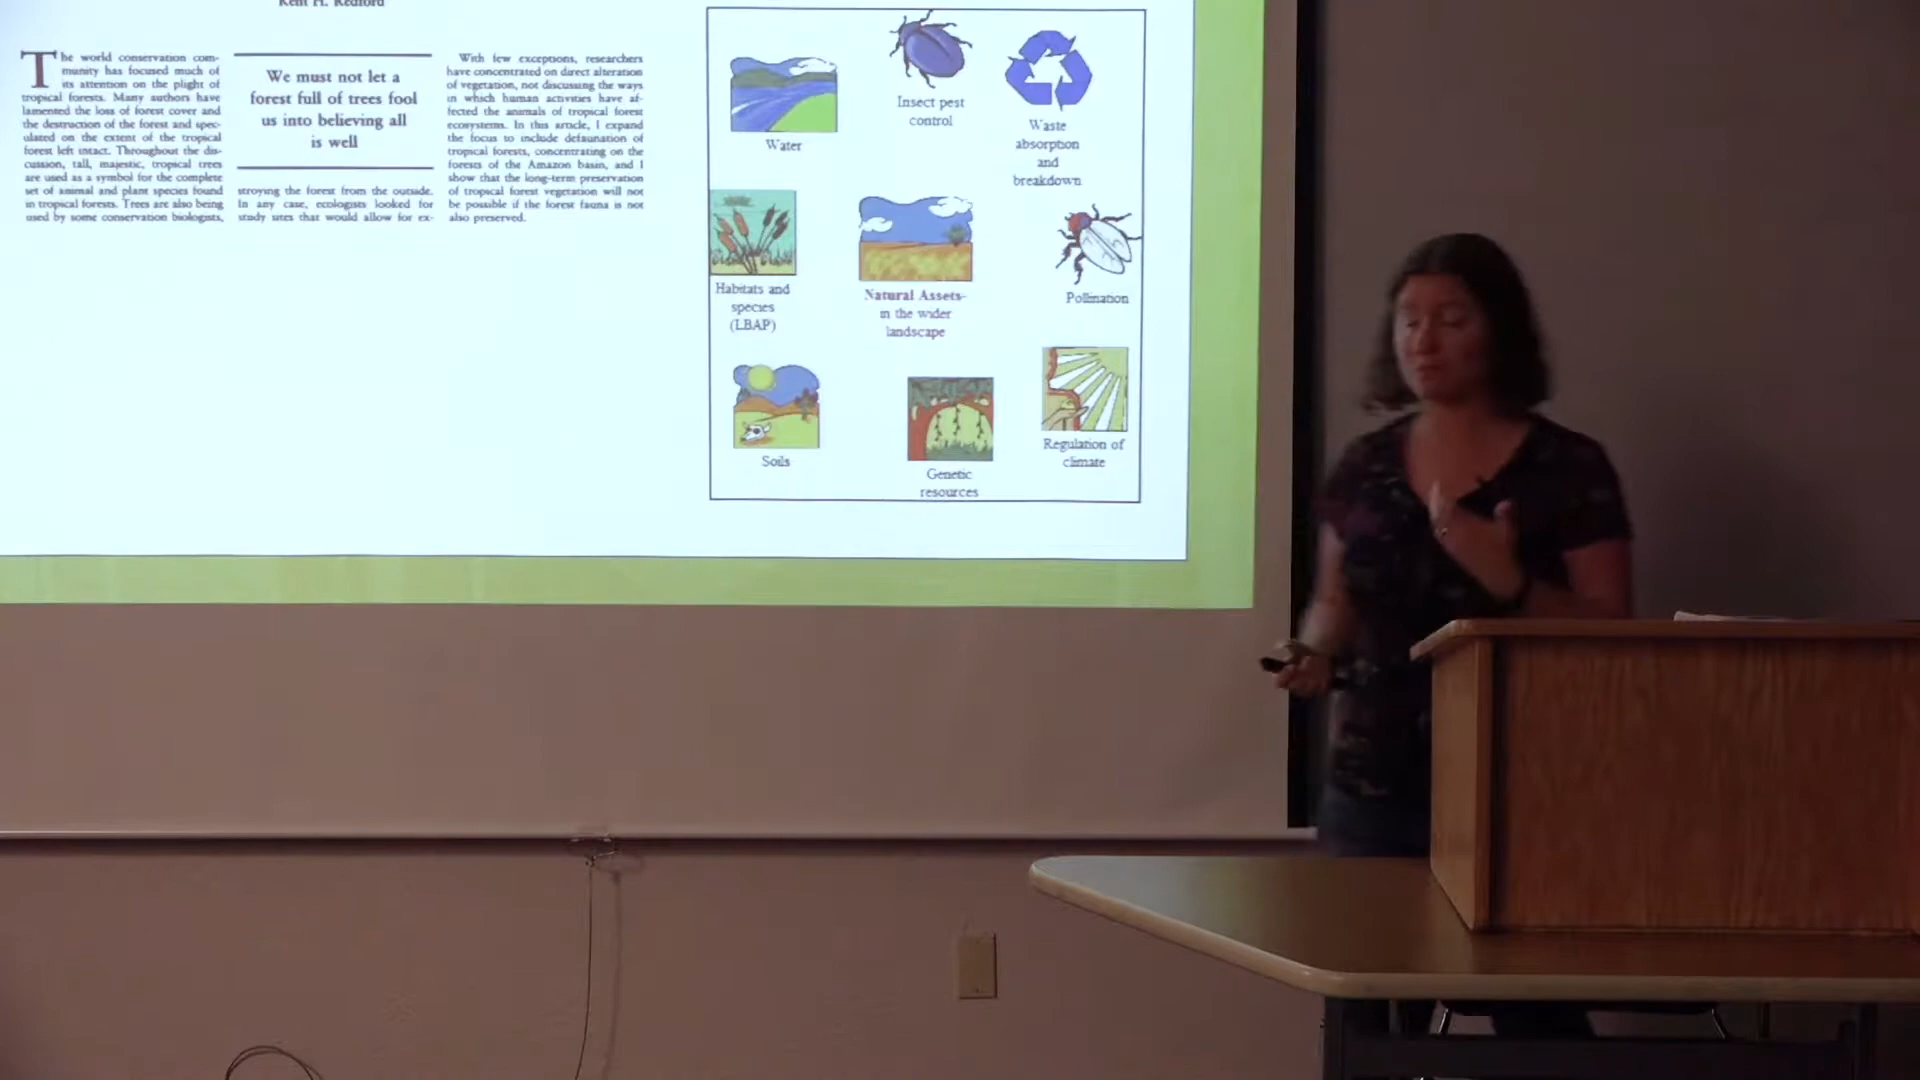 Kent H. Redford
The world conservation com-
munity has focused much of
its attention on the plight of
tropical forests. Many authors have
lamented the loss of forest cover and
the destruction of the forest and spec-
ulated on the extent of the tropical
forest left intact. Throughout the dis-
cussion, tall, majestic, tropical trees
are used as a symbol for the complete
set of animal and plant species found
in tropical forests. Trees are also being
used by some conservation biologists,
We must not let a
forest full of trees fool
us into believing all
is well
stroying the forest from the outside.
In any case, ecologists looked for
study sites that would allow for ex-
With few exceptions, researchers
have concentrated on direct alteration
of vegetation, not discussing the ways
in which human activities have af-
fected the animals of tropical forest
ecosystems. In this article, I expand
the focus to include defaunation of
tropical forests, concentrating on the
forests of the Amazon basin, and I
show that the long-term preservation
of tropical forest vegetation will not
be possible if the forest fauna is not
also preserved.
Water
Insect pest
control
Waste
absorption
and
breakdown
Habitats and
species
(LBAP)
Natural Assets-
in the wider
landscape
Pollination
Soils
Genetic
resources
Regulation of
climate